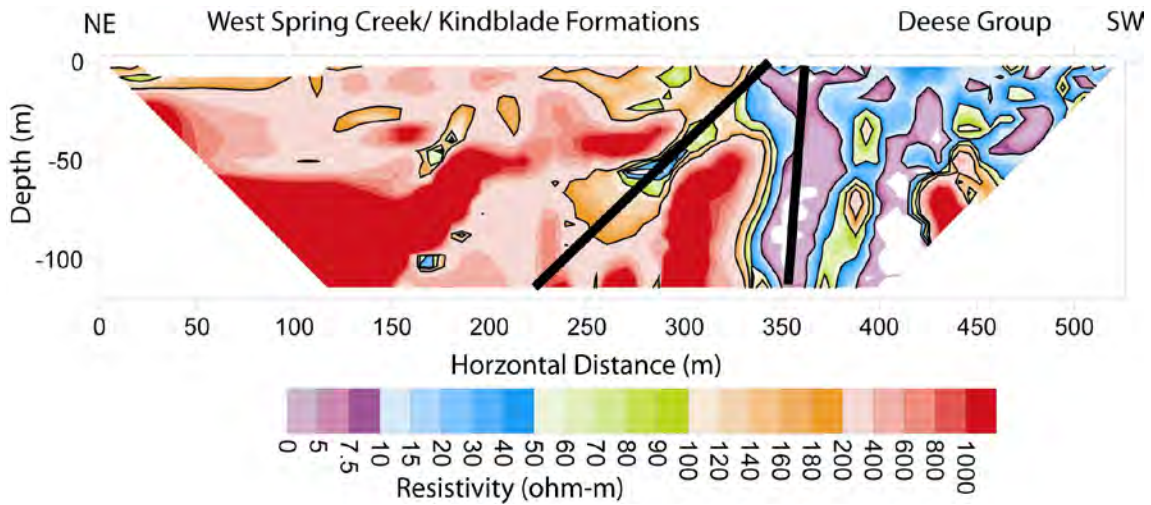 NE West Spring Creek/ Kindblade Formations Deese Group SW
0
-50
-100
Depth (m)
0 50 100 150 200 250 300 350 400 450 500
Horzontal Distance (m)
0 5 7.5 10 15 20 30 40 50 60 70 80 90 100 120 140 160 180 200 400 6000 800 1000
Resistivity (ohm-m)